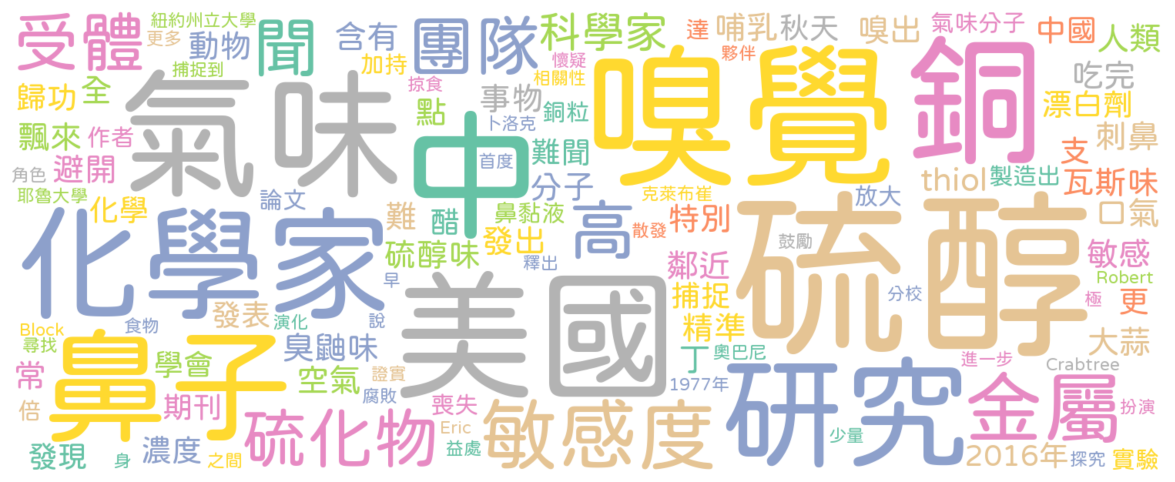 受體
紐約州立大學
更多
動物
捕捉到
聞
含有
加持
團隊
掠食
科學家
懷疑
相關性
達
夥伴
哺乳
秋天
嗅出
氣味分子
中國
人類
歸功
全
氣味
點
事物
銅粒
卜洛克
嗅覺
銅
吃完
漂白劑
飄來
作者
避開
角色
耶魯大學
中
首度
難聞
分子
克萊布崔
刺鼻
支
瓦斯味
thiol
製造出
化學
論文
難
醋
鼻黏液
高
散發
特別
放大
口氣
化學家
硫醇味
發出
釋出
鄰近
鼓勵
硫醇
敏感
Robert
早
美國
捕捉
分校
極
更
Block
尋找
食物
發表
演化
說
精準
大蒜
鼻子
學會
臭鼬味
空氣
證實
丁
奧巴尼
進一步
Crabtree
常
倍
期刊
腐敗
1977年
研究
金屬
扮演
硫化物
喪失
Eric
益處
敏感度
少量
發現
身
濃度
之間
2016年
探究
實驗